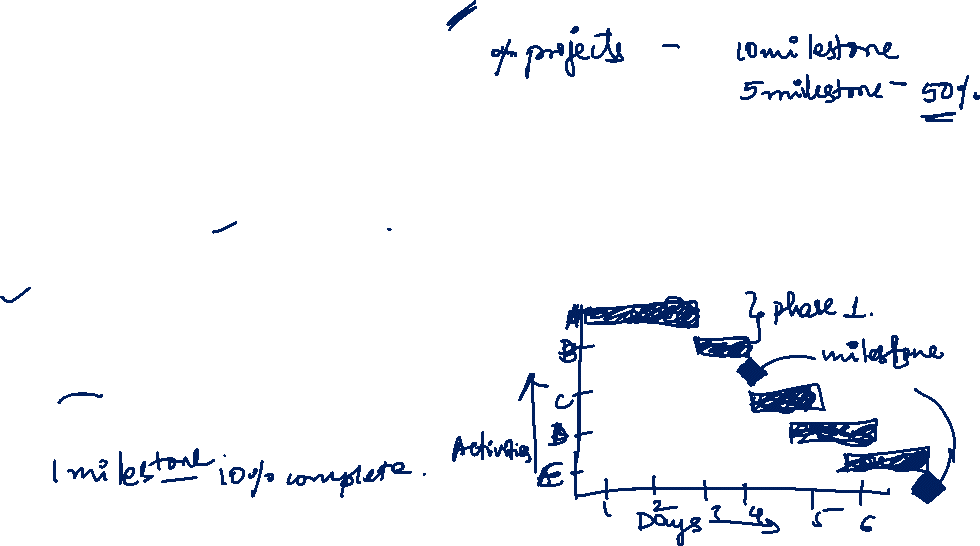 projects - 10 milestone
5 milestone - 50%
A
phase 1.
B
milestone
C
Activities
D
1 milestone 10% complete.
E
1 2 3 4 5 6
Days